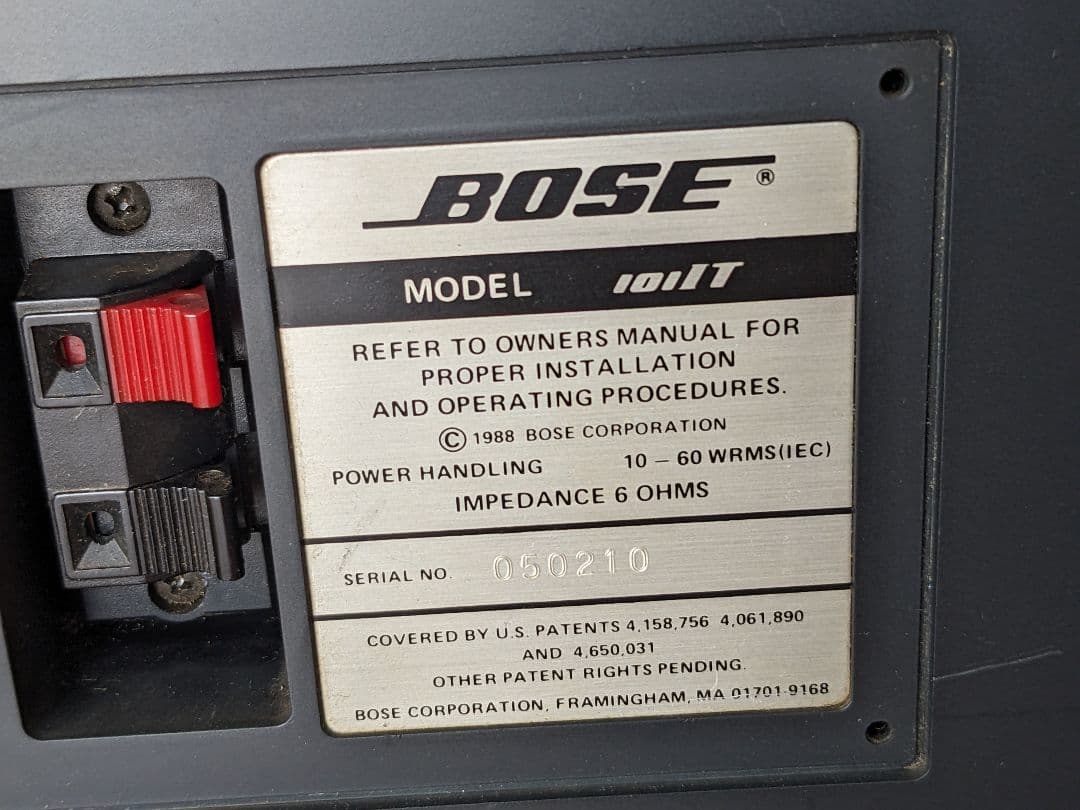 BOSE®
MODEL 101IT
REFER TO OWNERS MANUAL FOR
PROPER INSTALLATION
AND OPERATING PROCEDURES.
© 1988 BOSE CORPORATION
POWER HANDLING 10 – 60 WRMS(IEC)
IMPEDANCE 6 OHMS
SERIAL NO. 050210
COVERED BY U.S. PATENTS 4,158,756 4,061,890
AND 4,650,031
OTHER PATENT RIGHTS PENDING.
BOSE CORPORATION, FRAMINGHAM, MA 01701-9168